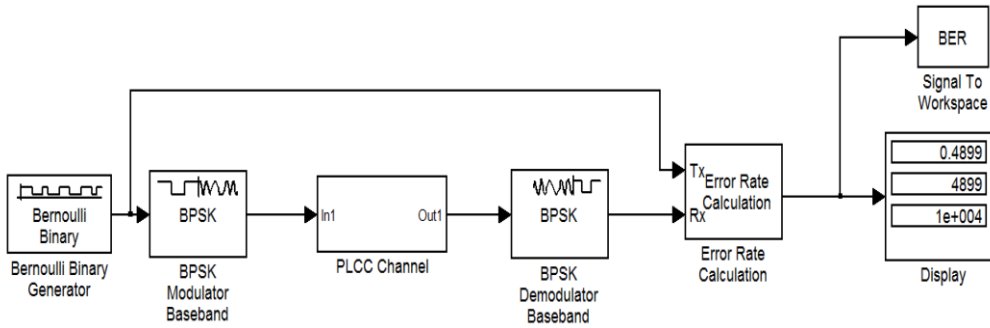 BER
Signal To
Workspace
Bernoulli
Binary
Bernoulli Binary
Generator
BPSK
BPSK
Modulator
Baseband
In1
Out1
PLCC Channel
BPSK
BPSK
Demodulator
Baseband
Tx
Rx
Error Rate
Calculation
Error Rate
Calculation
0.4899
4899
1e+004
Display